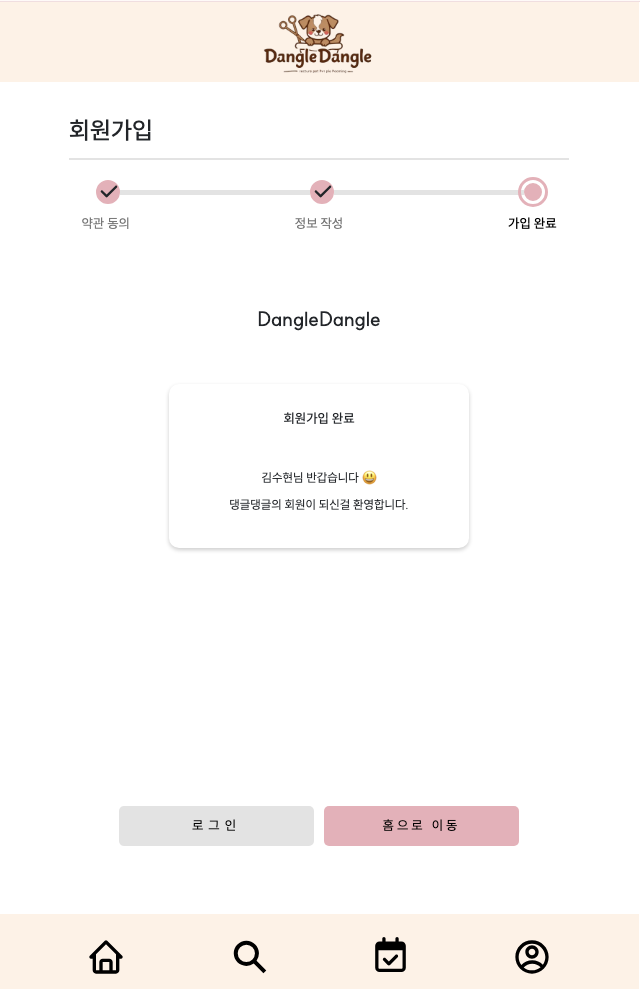 DangleDangle
회원가입
약관 동의
정보 작성
가입 완료
DangleDangle
회원가입 완료
김수현님 반갑습니다 😃
댕글댕글의 회원이 되신걸 환영합니다.
로그인
홈으로 이동